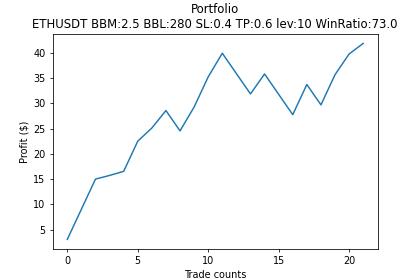 Portfolio
ETHUSDT BBM:2.5 BBL:280 SL:0.4 TP:0.6 lev:10 WinRatio:73.0
40
35
30
25
20
15
10
5
Profit ($)
0 5 10 15 20
Trade counts